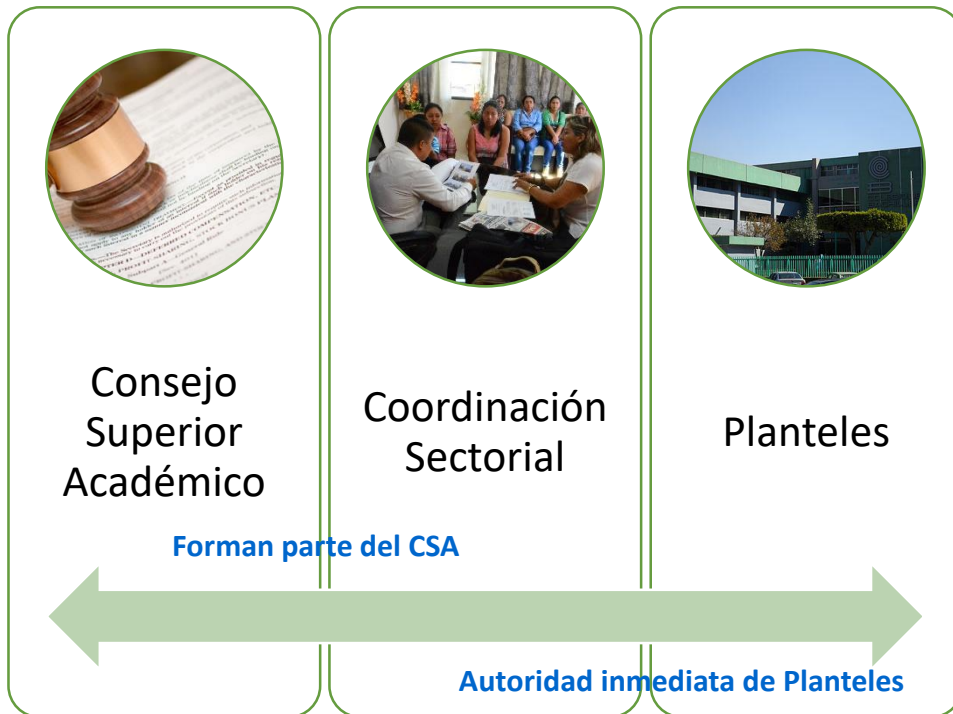 Consejo
Superior
Académico
Coordinación
Sectorial
Planteles
Forman parte del CSA
Autoridad inmediata de Planteles